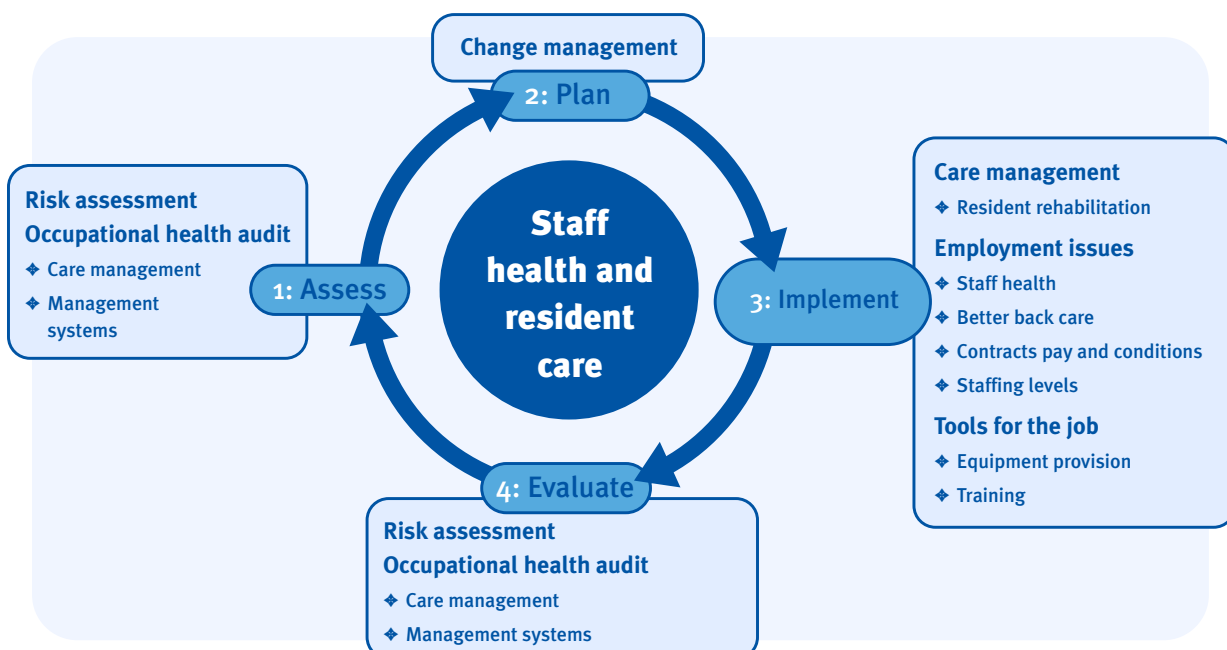 Change management
2: Plan
Risk assessment
Occupational health audit
❖ Care management
❖ Management
systems
1: Assess
Staff
health and
resident
care
3: Implement
Care management
❖ Resident rehabilitation
Employment issues
❖ Staff health
❖ Better back care
❖ Contracts pay and conditions
❖ Staffing levels
Tools for the job
❖ Equipment provision
❖ Training
4: Evaluate
Risk assessment
Occupational health audit
❖ Care management
❖ Management systems